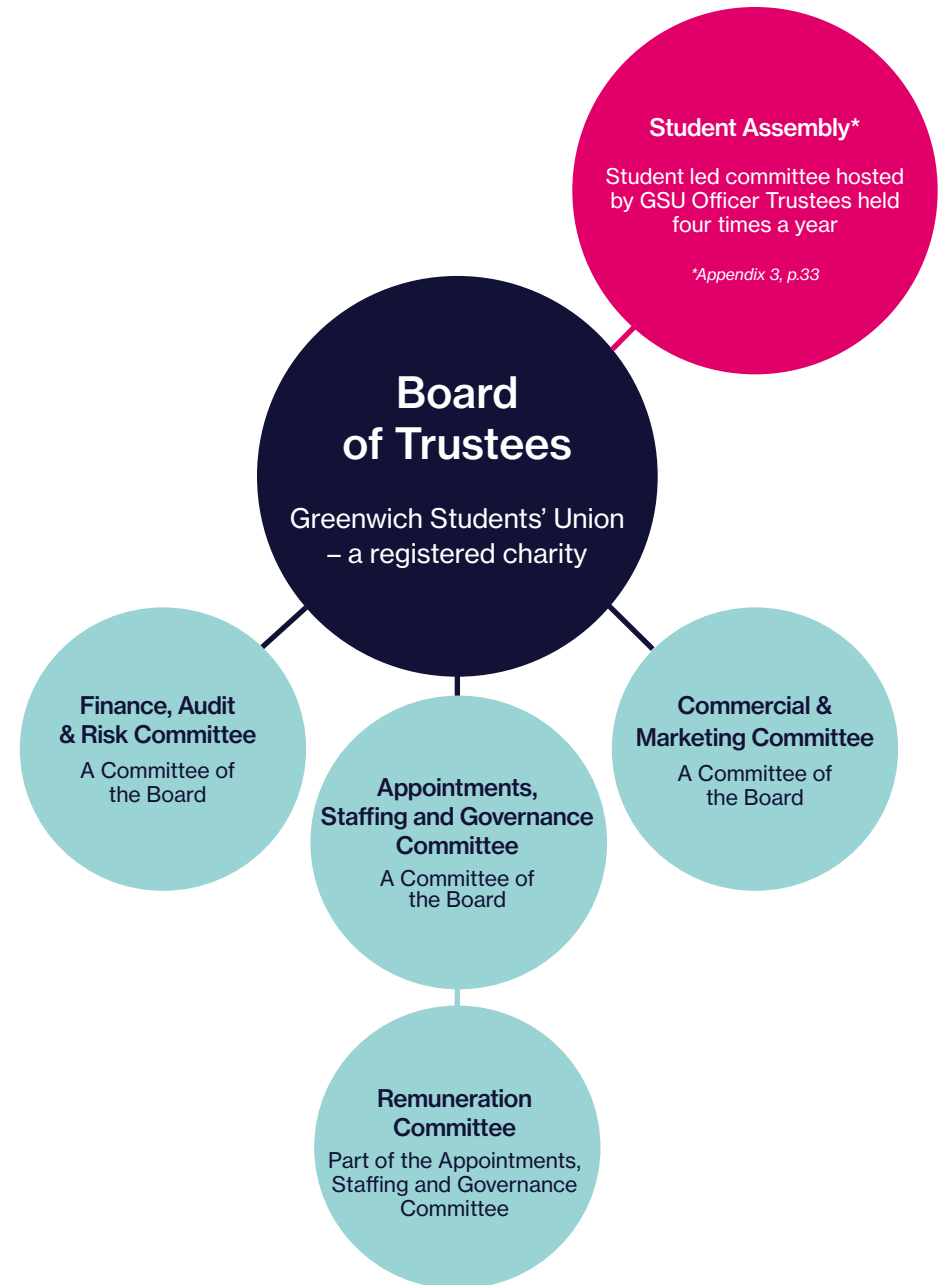 Student Assembly*
Student led committee hosted
by GSU Officer Trustees held
four times a year
*Appendix 3, p.33
Board
of Trustees
Greenwich Students’ Union
– a registered charity
Finance, Audit
& Risk Committee
A Committee of
the Board
Appointments,
Staffing and Governance
Committee
A Committee of
the Board
Commercial &
Marketing Committee
A Committee of
the Board
Remuneration
Committee
Part of the Appointments,
Staffing and Governance
Committee